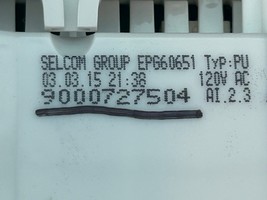 SELCOM GROUP EPG60651 TYP:PU
03.03.15 21:38 120V AC
9000727504 AI.2.3